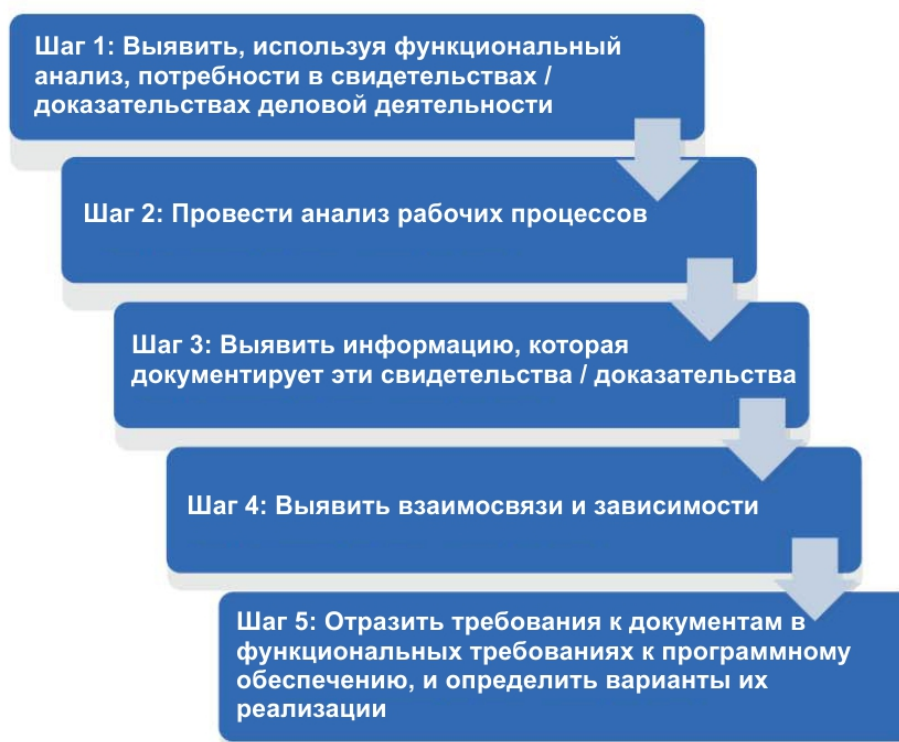 Шаг 1: Выявить, используя функциональный
анализ, потребности в свидетельствах /
доказательствах деловой деятельности
Шаг 2: Провести анализ рабочих процессов
Шаг 3: Выявить информацию, которая
документирует эти свидетельства / доказательства
Шаг 4: Выявить взаимосвязи и зависимости
Шаг 5: Отразить требования к документам в
функциональных требованиях к программному
обеспечению, и определить варианты их
реализации